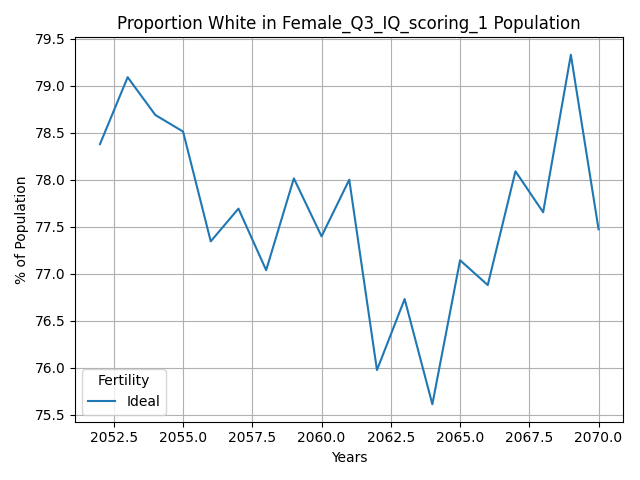 Proportion White in Female_Q3_IQ_scoring_1 Population
% of Population
79.5
79.0
78.5
78.0
77.5
77.0
76.5
76.0
75.5
Fertility
Ideal
2052.5 2055.0 2057.5 2060.0 2062.5 2065.0 2067.5 2070.0
Years